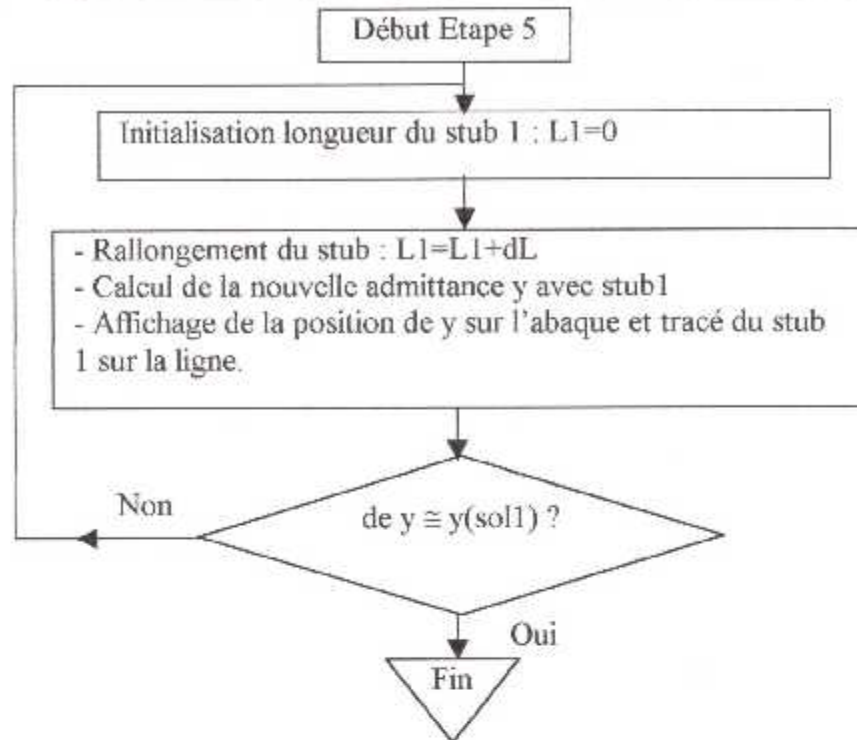 Début Etape 5
Initialisation longueur du stub 1 : L1=0
- Rallongement du stub : L1=L1+dL
- Calcul de la nouvelle admittance y avec stub1
- Affichage de la position de y sur l'abaque et tracé du stub
1 sur la ligne.
Non
de y ≅ y(sol1) ?
Oui
Fin